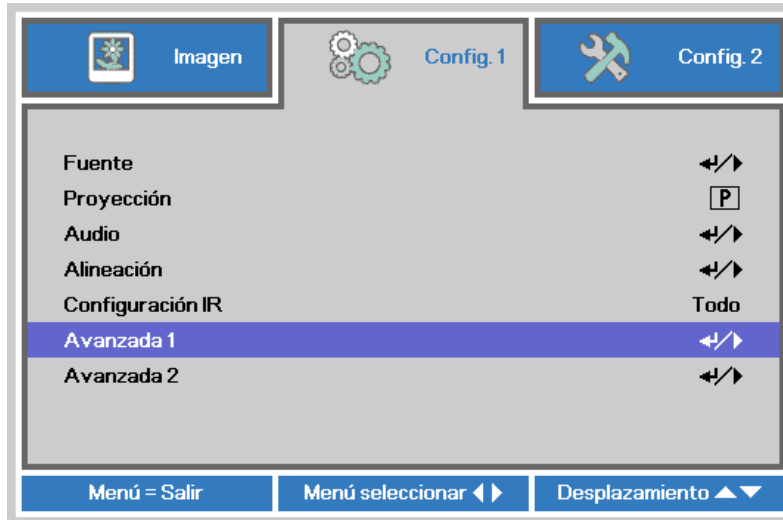 Imagen
Config. 1
Config. 2
Fuente
Proyección P
Audio
Alineación
Configuración IR Todo
Avanzada 1
Avanzada 2
Menú = Salir
Menú seleccionar
Desplazamiento